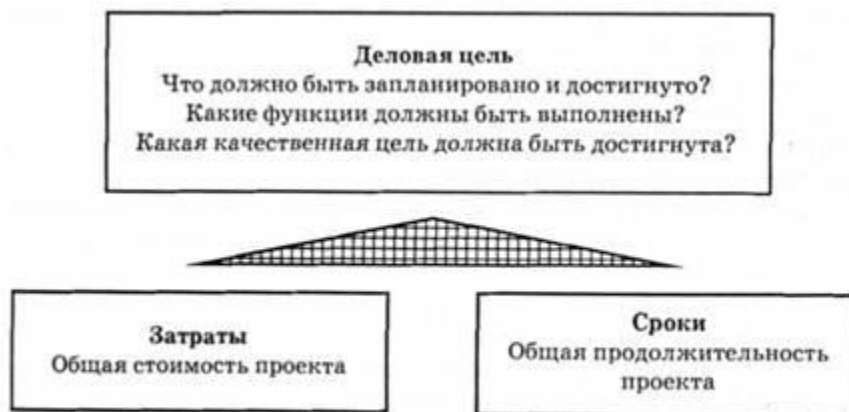 Деловая цель
Что должно быть запланировано и достигнуто?
Какие функции должны быть выполнены?
Какая качественная цель должна быть достигнута?
Затраты
Общая стоимость проекта
Сроки
Общая продолжительность
проекта